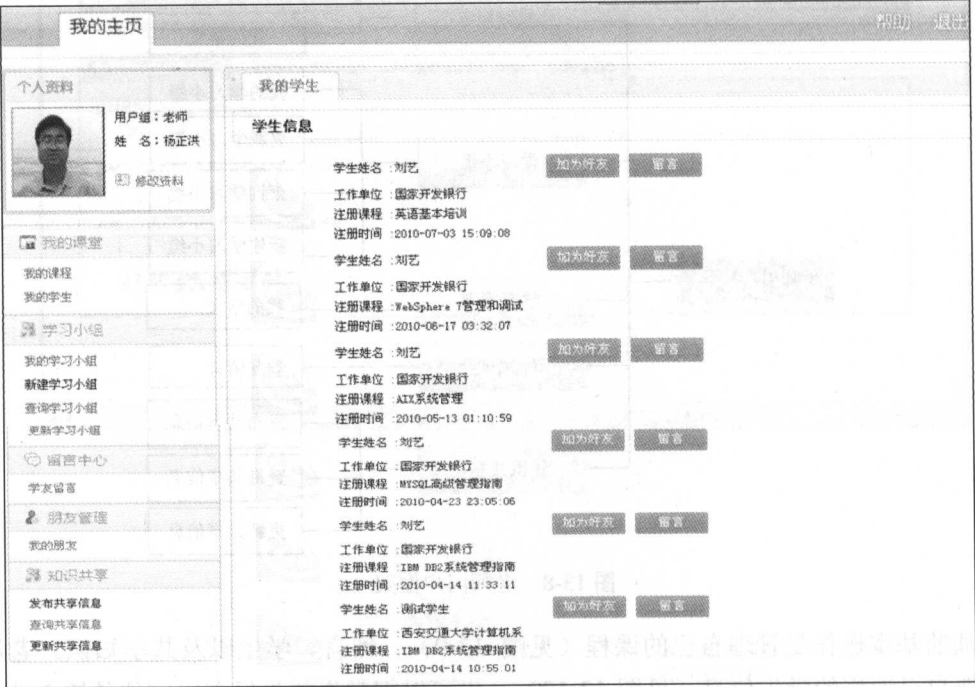 我的主页
帮助 退出
个人资料
用户组：老师
姓 名：杨正洪
修改资料
我的课堂
我的课程
我的学生
学习小组
我的学习小组
新建学习小组
查询学习小组
更新学习小组
留言中心
学友留言
朋友管理
我的朋友
知识共享
发布共享信息
查询共享信息
更新共享信息
我的学生
学生信息
学生姓名 :刘艺 加为好友 留言
工作单位 :国家开发银行
注册课程 :英语基本培训
注册时间 :2010-07-03 15:09:08
学生姓名 :刘艺 加为好友 留言
工作单位 :国家开发银行
注册课程 :WebSphere 7管理和调试
注册时间 :2010-06-17 03:32:07
学生姓名 :刘艺 加为好友 留言
工作单位 :国家开发银行
注册课程 :AIX系统管理
注册时间 :2010-05-13 01:10:59
学生姓名 :刘艺 加为好友 留言
工作单位 :国家开发银行
注册课程 :MYSQL高级管理指南
注册时间 :2010-04-23 23:05:06
学生姓名 :刘艺 加为好友 留言
工作单位 :国家开发银行
注册课程 :IBM DB2系统管理指南
注册时间 :2010-04-14 11:33:11
学生姓名 :测试学生 加为好友 留言
工作单位 :西安交通大学计算机系
注册课程 :IBM DB2系统管理指南
注册时间 :2010-04-14 10:55:01